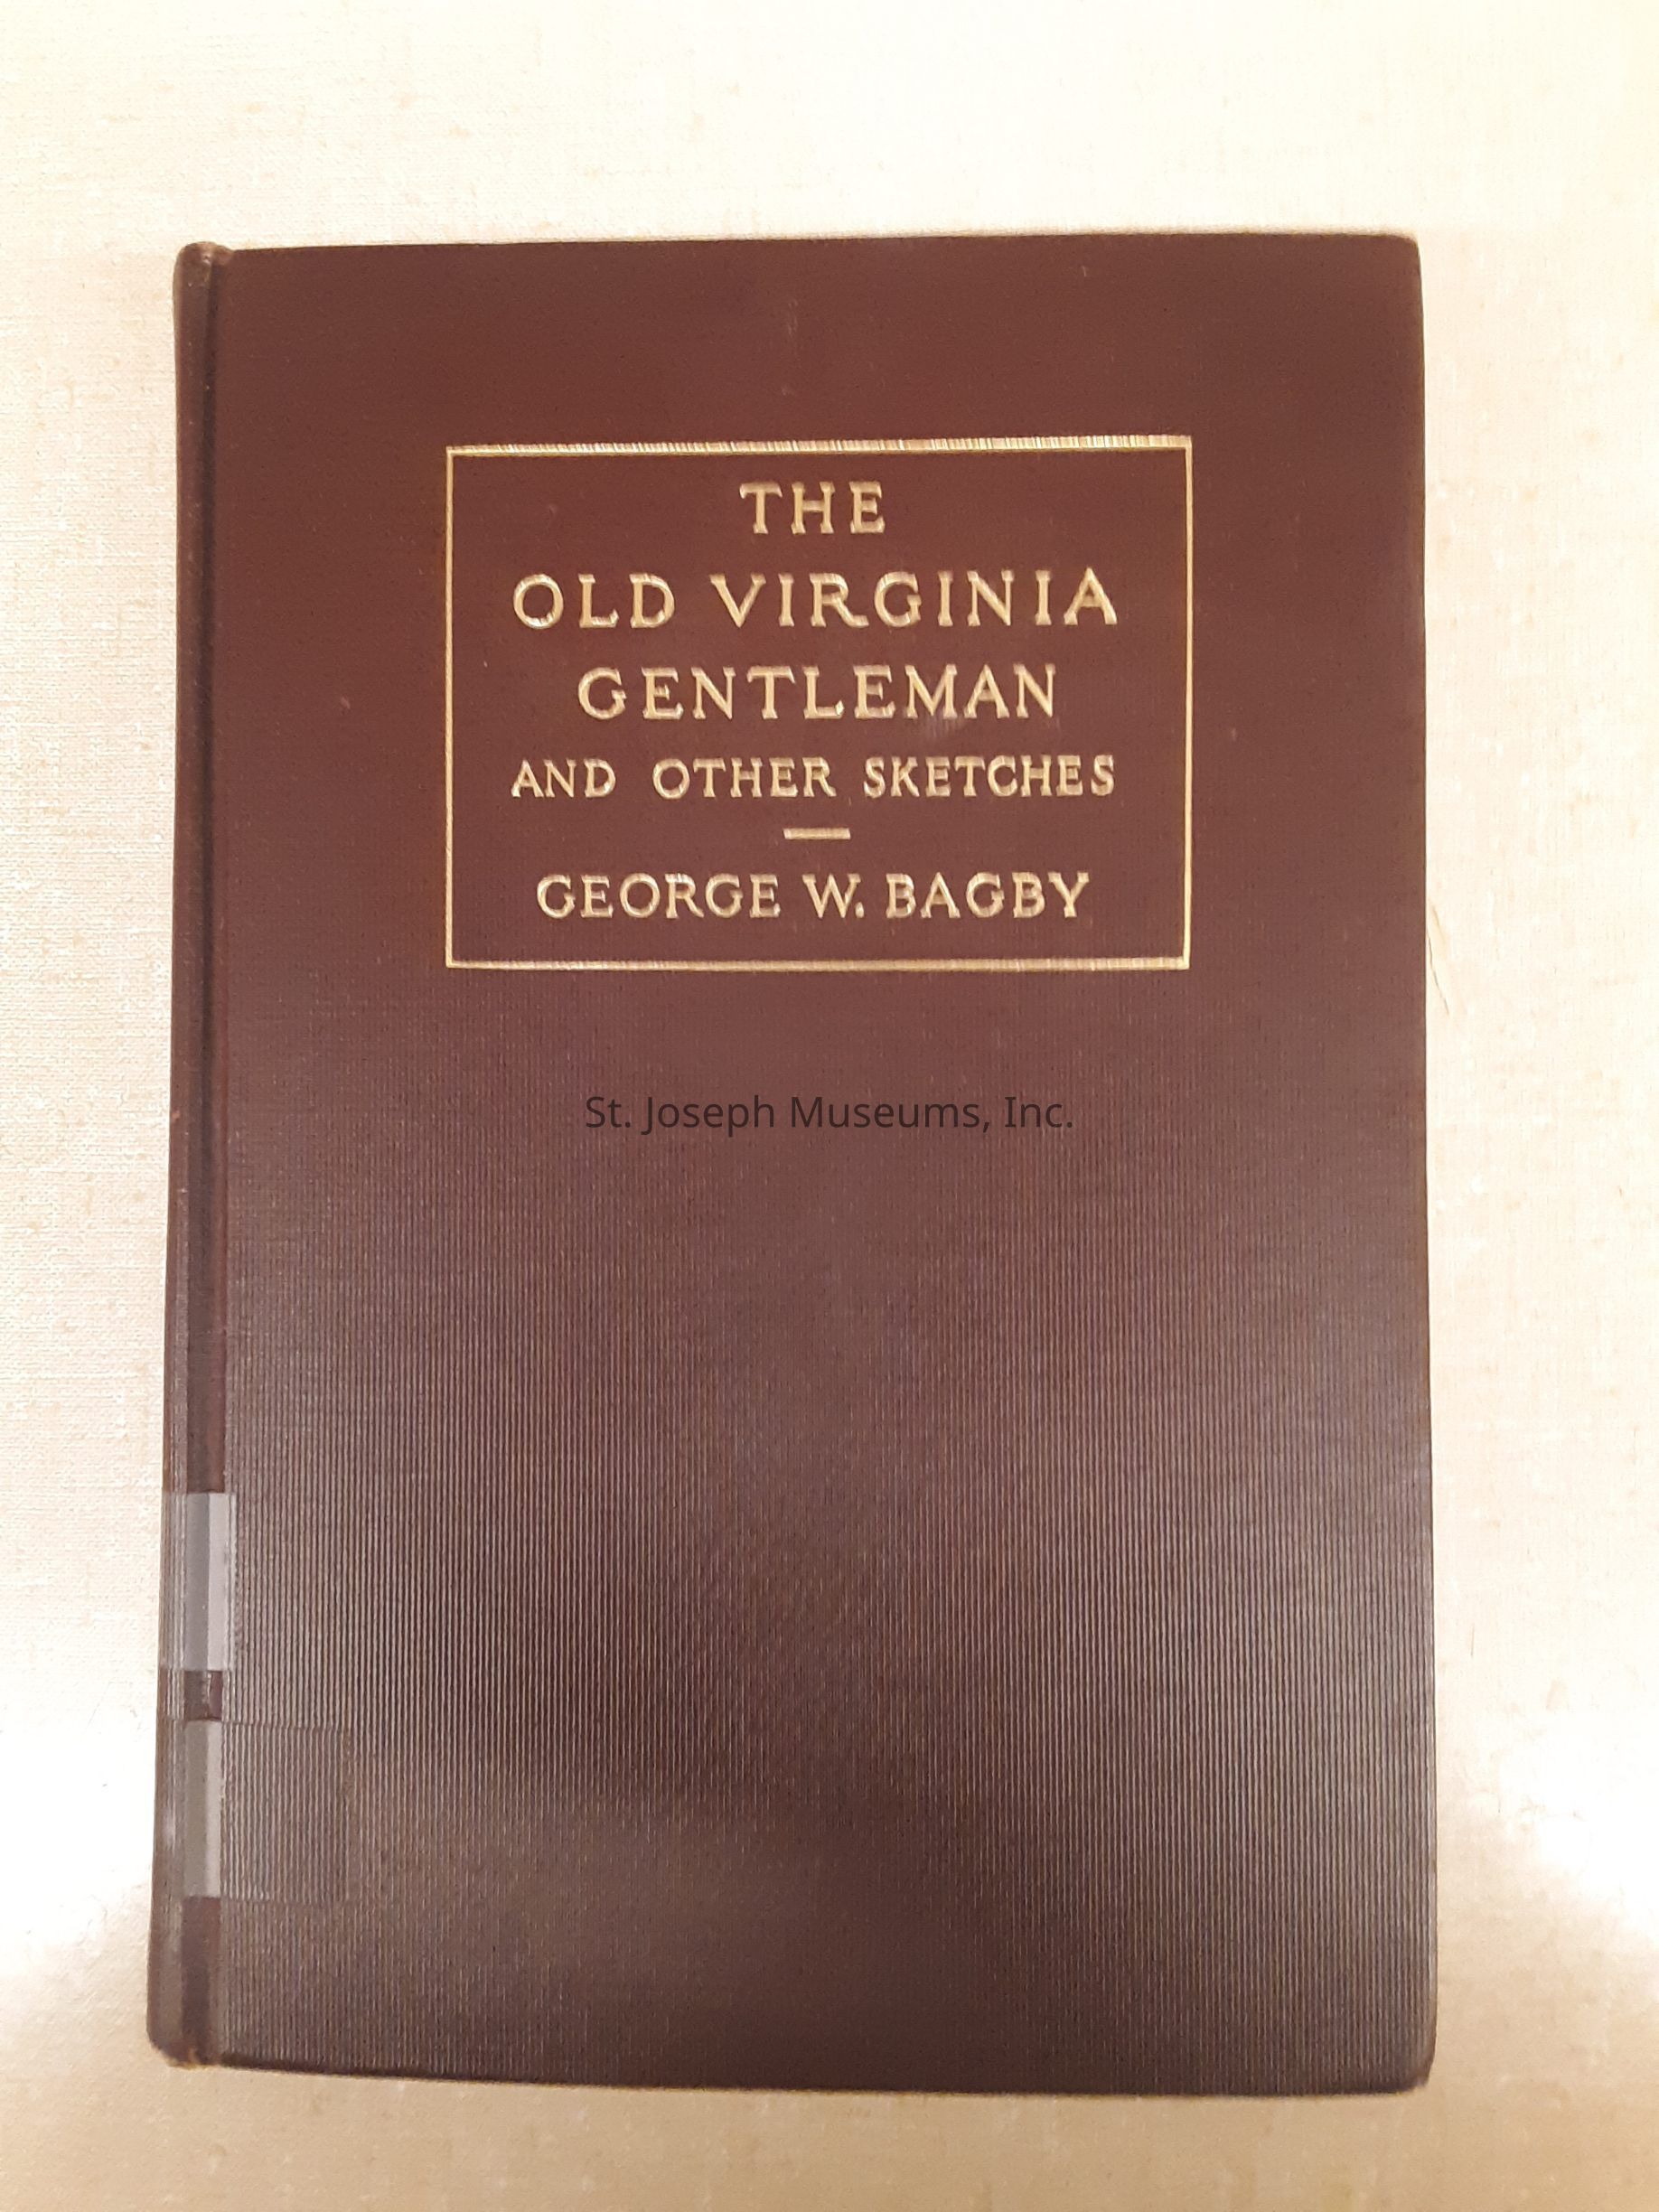 THE
OLD VIRGINIA
GENTLEMAN
AND OTHER SKETCHES
GEORGE W. BAGBY
St. Joseph Museums, Inc.